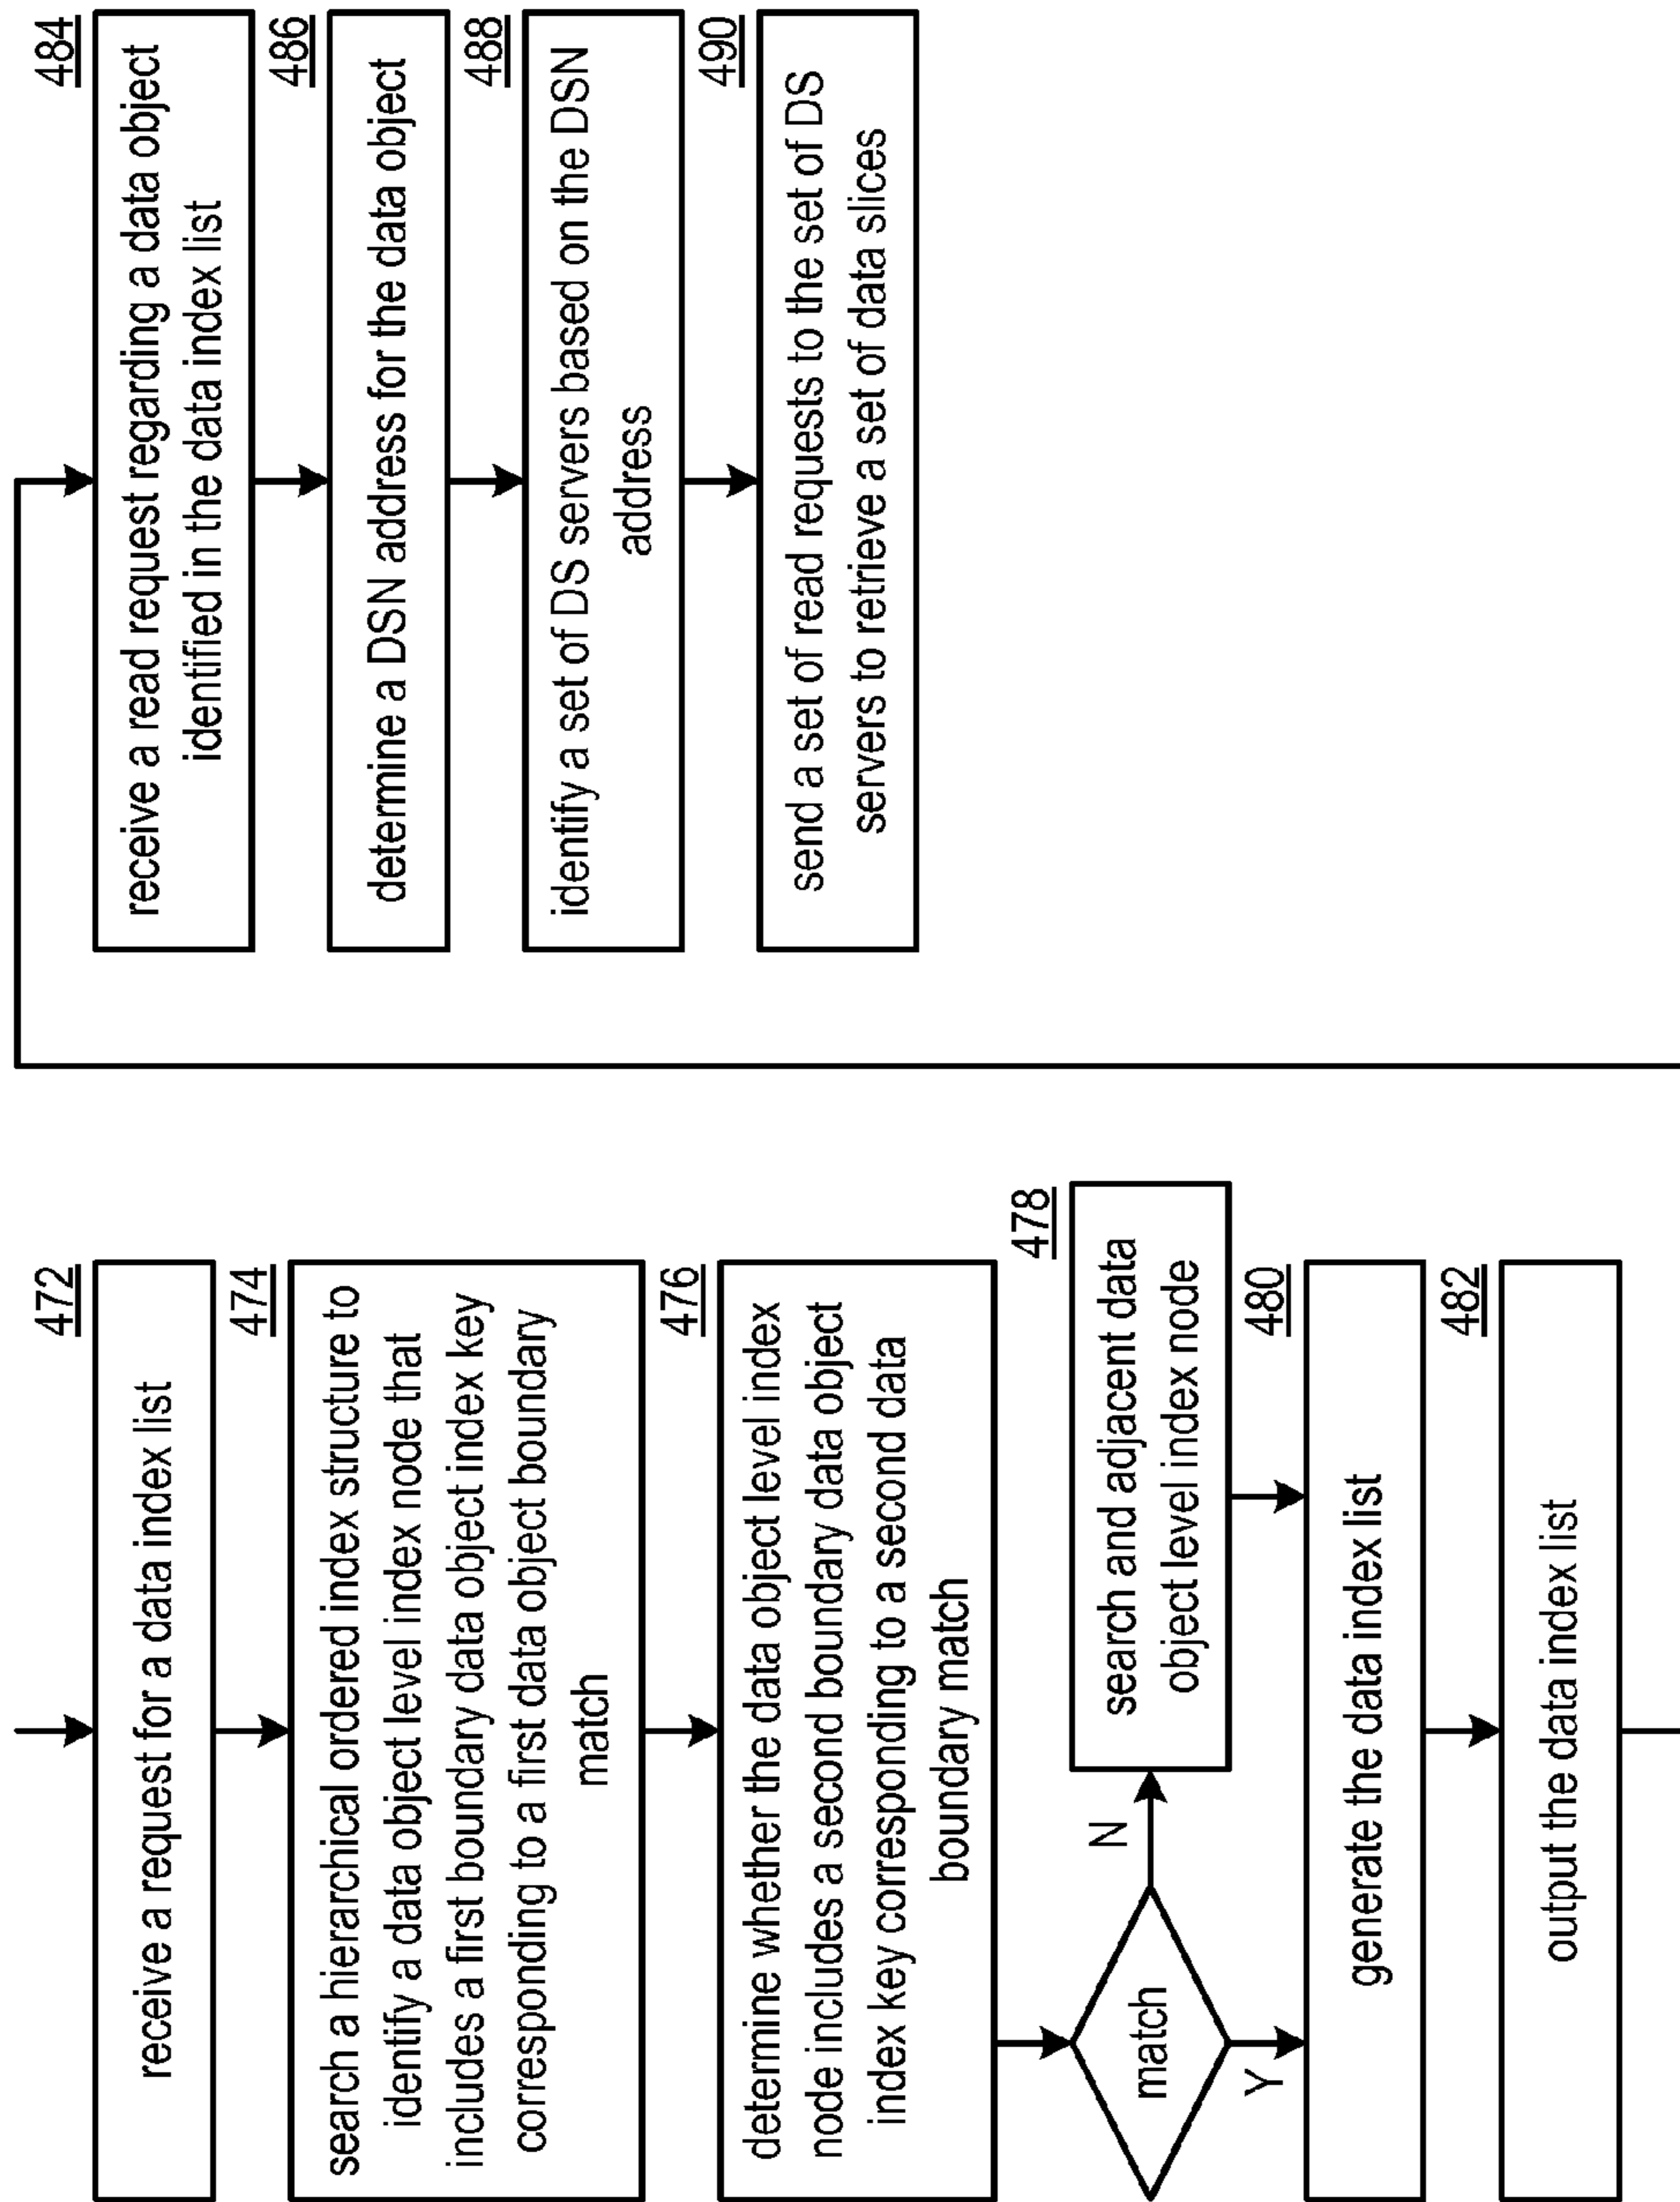 472
receive a request for a data index list
474
search a hierarchical ordered index structure to
identify a data object level index node that
includes a first boundary data object index key
corresponding to a first data object boundary
match
476
determine whether the data object level index
node includes a second boundary data object
index key corresponding to a second data
boundary match
match
N
Y
478
search and adjacent data
object level index node
480
generate the data index list
482
output the data index list
484
receive a read request regarding a data object
identified in the data index list
486
determine a DSN address for the data object
488
identify a set of DS servers based on the DSN
address
490
send a set of read requests to the set of DS
servers to retrieve a set of data slices